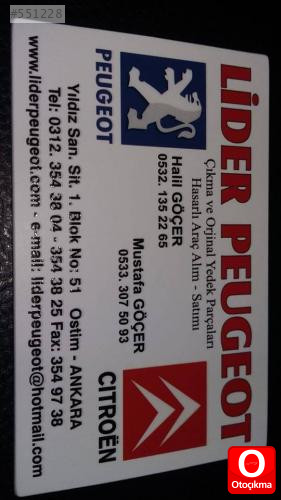 #551228
LİDER PEUGEOT
Çıkma ve Orjinal Yedek Parçaları
Hasarlı Araç Alım - Satımı
PEUGEOT
Halil GÖÇER
0532. 135 22 65
Mustafa GÖÇER
0533. 307 50 93
CITROËN
Yıldız San. Sit. 1. Blok No: 51 Ostim - ANKARA
Tel: 0312. 354 38 04 - 354 38 25 Fax: 354 97 38
www.liderpeugeot.com - e-mail: liderpeugeot@hotmail.com
O
Otoçıkma